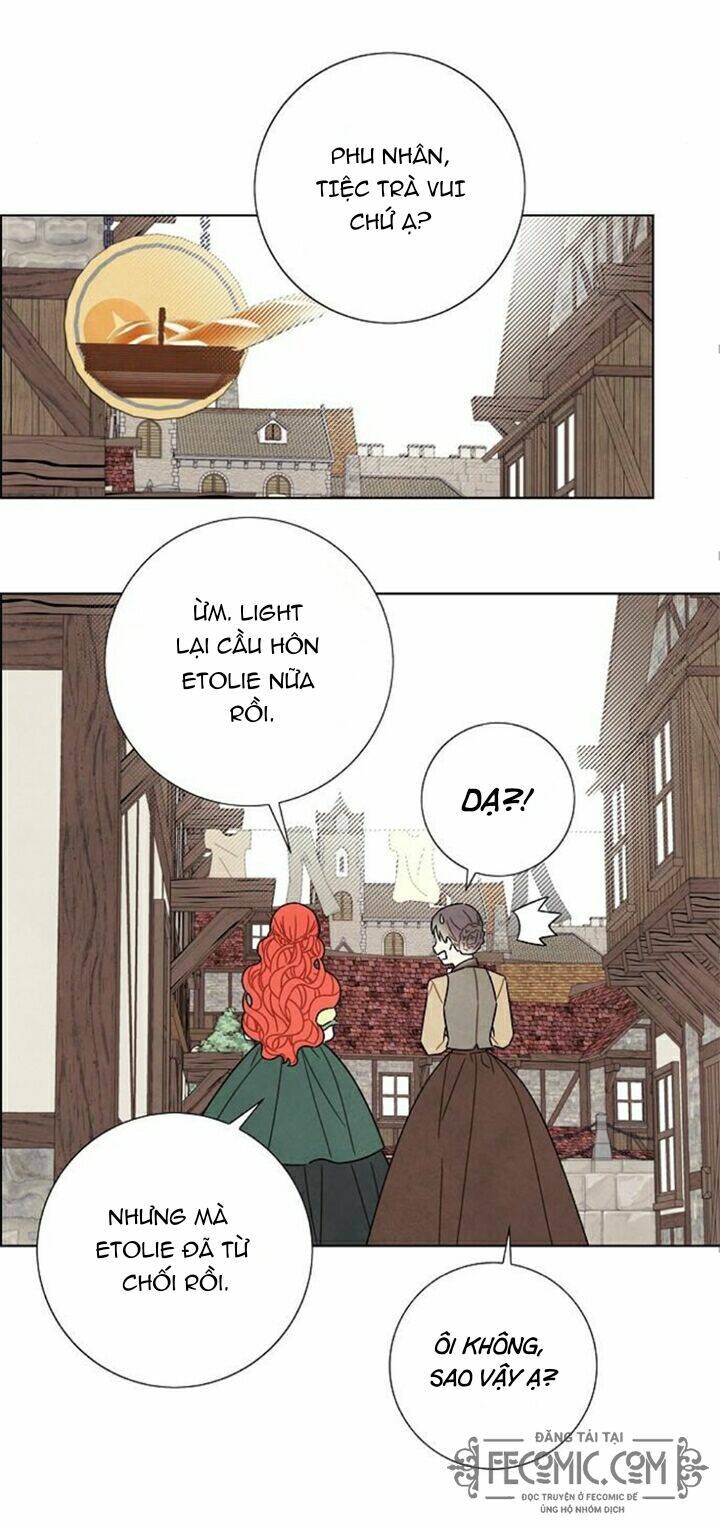 PHU NHÂN,
TIỆC TRÀ VUI
CHỨ Ạ?
ỪM. LIGHT
LẠI CẦU HÔN
ETOLIE NỮA
RỒI.
DẠ?!
NHƯNG MÀ
ETOLIE ĐÃ TỪ
CHỐI RỒI.
ÔI KHÔNG,
SAO VẬY Ạ?
ĐĂNG TẢI TẠI
FECOMIC.COM
ĐỌC TRUYỆN Ở FECOMIC ĐỂ
ỦNG HỘ NHÓM DỊCH